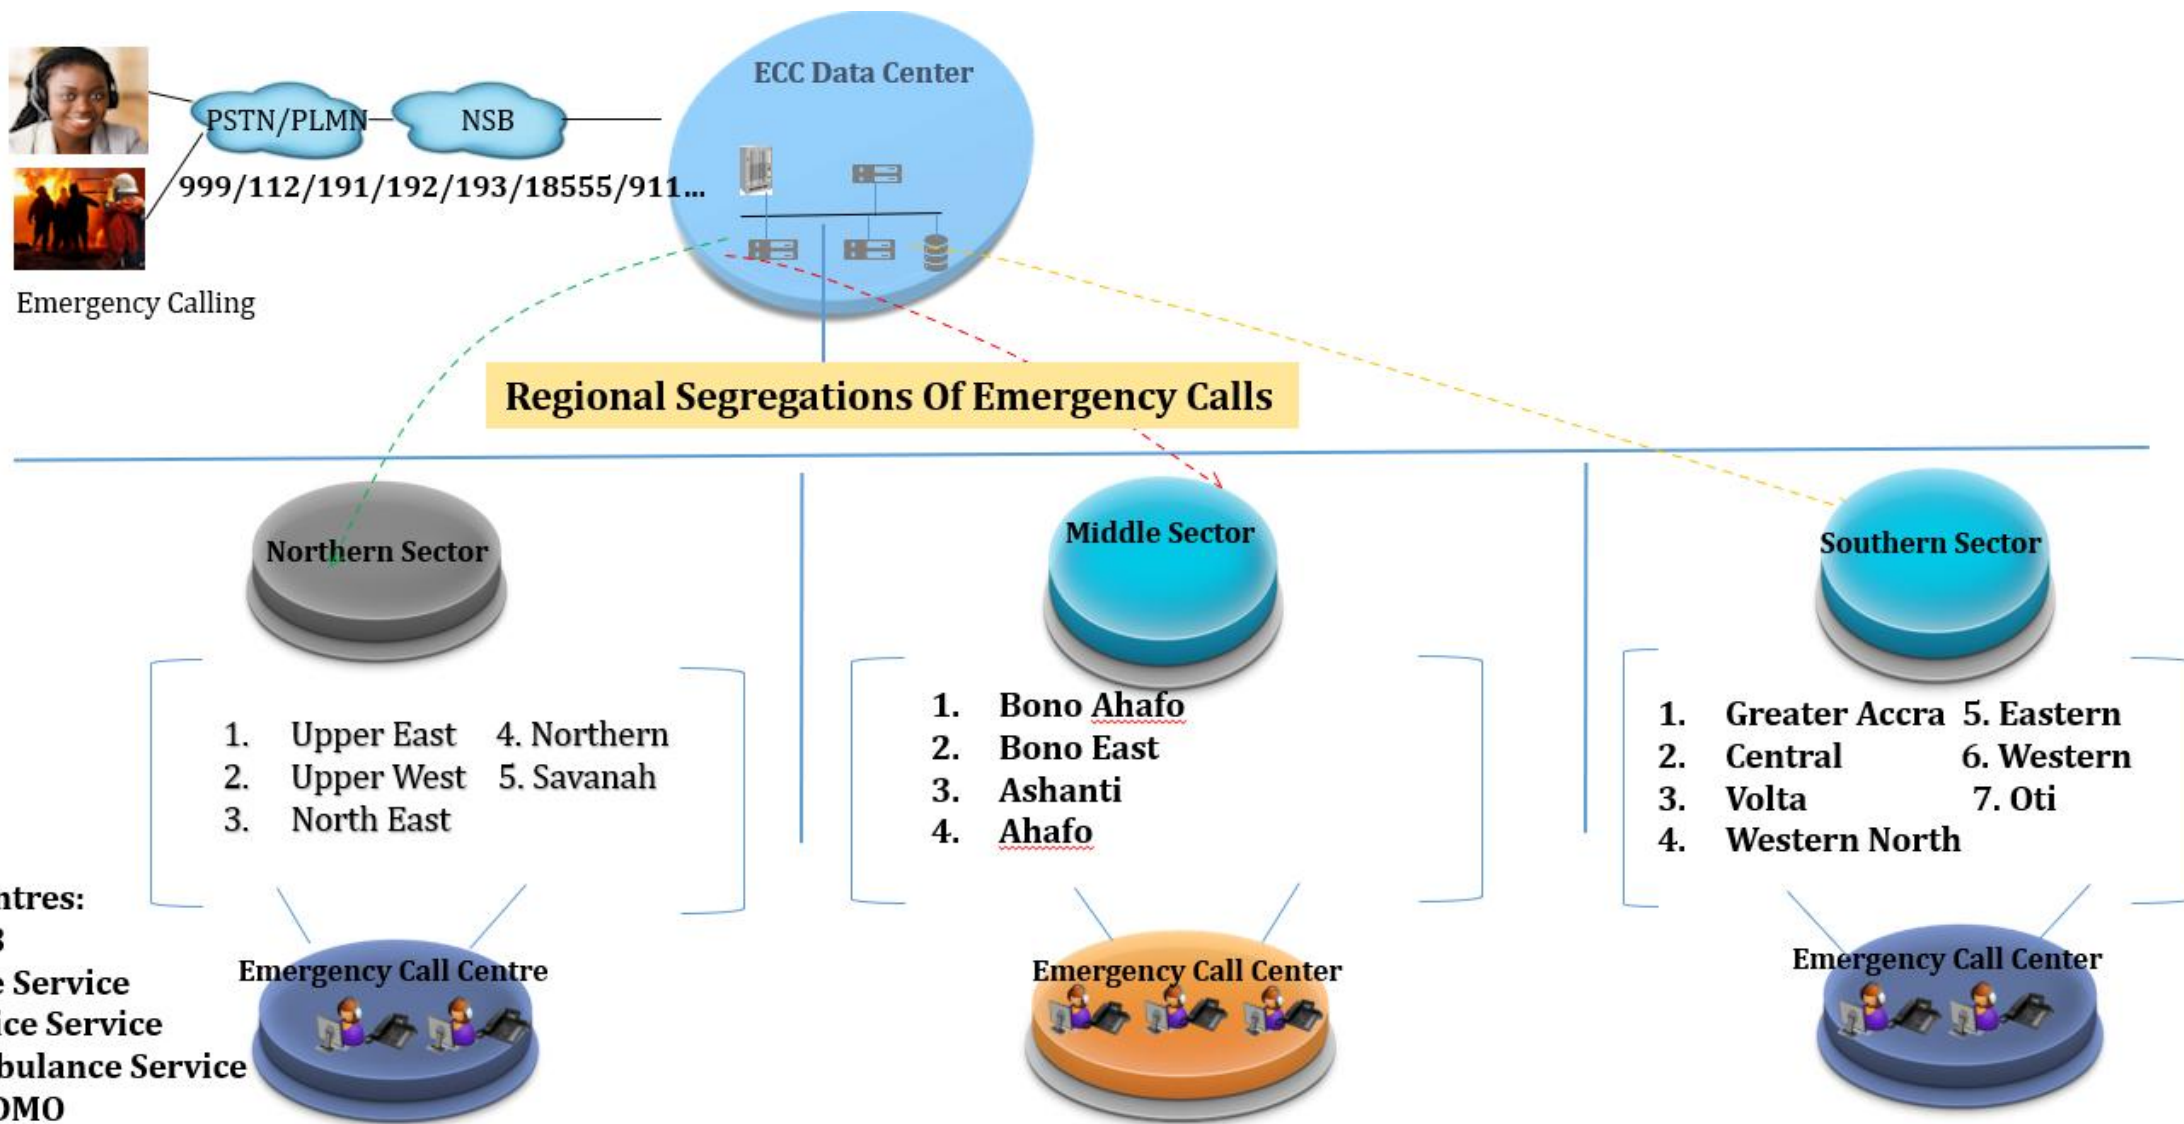 ECC Data Center
PSTN/PLMN
NSB
999/112/191/192/193/18555/911...
Emergency Calling
Regional Segregations Of Emergency Calls
Northern Sector
1. Upper East 4. Northern
2. Upper West 5. Savanah
3. North East
Middle Sector
1. Bono Ahafo
2. Bono East
3. Ashanti
4. Ahafo
Southern Sector
1. Greater Accra 5. Eastern
2. Central 6. Western
3. Volta 7. Oti
4. Western North
Service
Service
Service
Emergency Call Centre
Emergency Call Center
Emergency Call Center